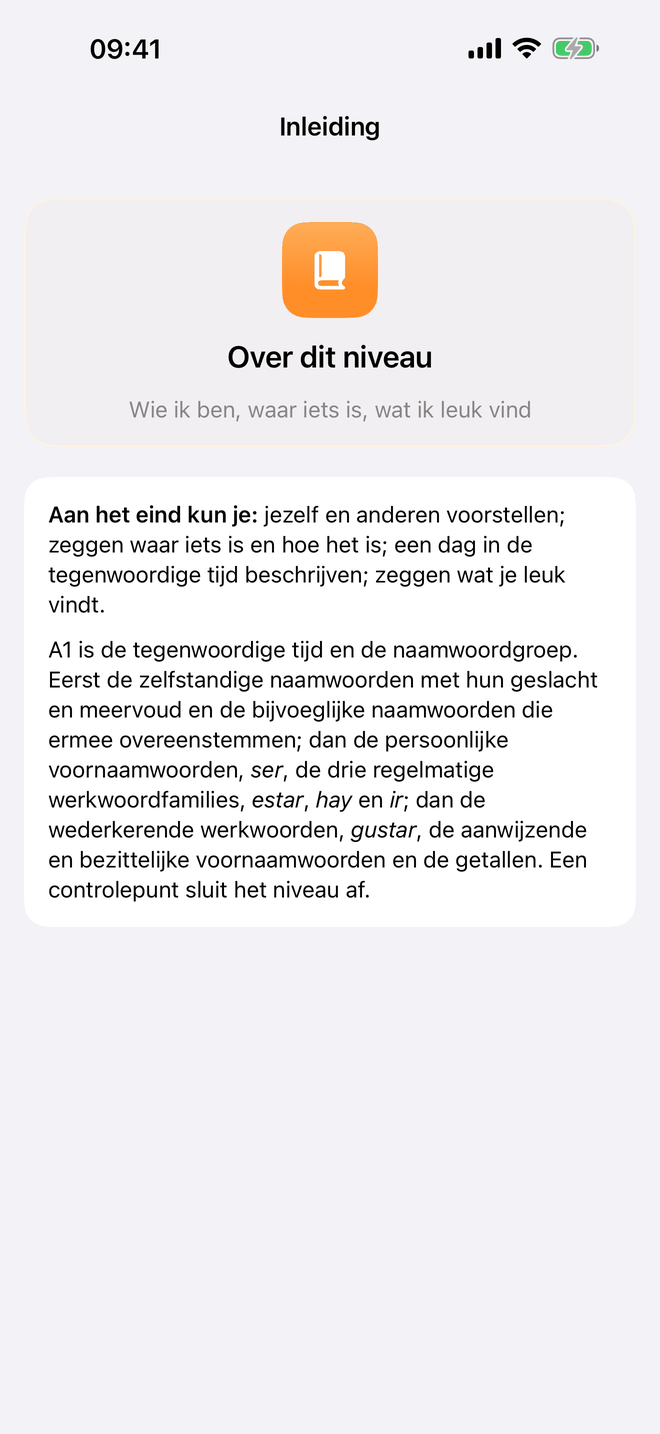 09:41
Inleiding
Over dit niveau
Wie ik ben, waar iets is, wat ik leuk vind
Aan het eind kun je: jezelf en anderen voorstellen;
zeggen waar iets is en hoe het is; een dag in de
tegenwoordige tijd beschrijven; zeggen wat je leuk
vindt.
A1 is de tegenwoordige tijd en de naamwoordgroep.
Eerst de zelfstandige naamwoorden met hun geslacht
en meervoud en de bijvoeglijke naamwoorden die
ermee overeenstemmen; dan de persoonlijke
voornaamwoorden, ser, de drie regelmatige
werkwoordfamilies, estar, hay en ir; dan de
wederkerende werkwoorden, gustar, de aanwijzende
en bezittelijke voornaamwoorden en de getallen. Een
controlepunt sluit het niveau af.